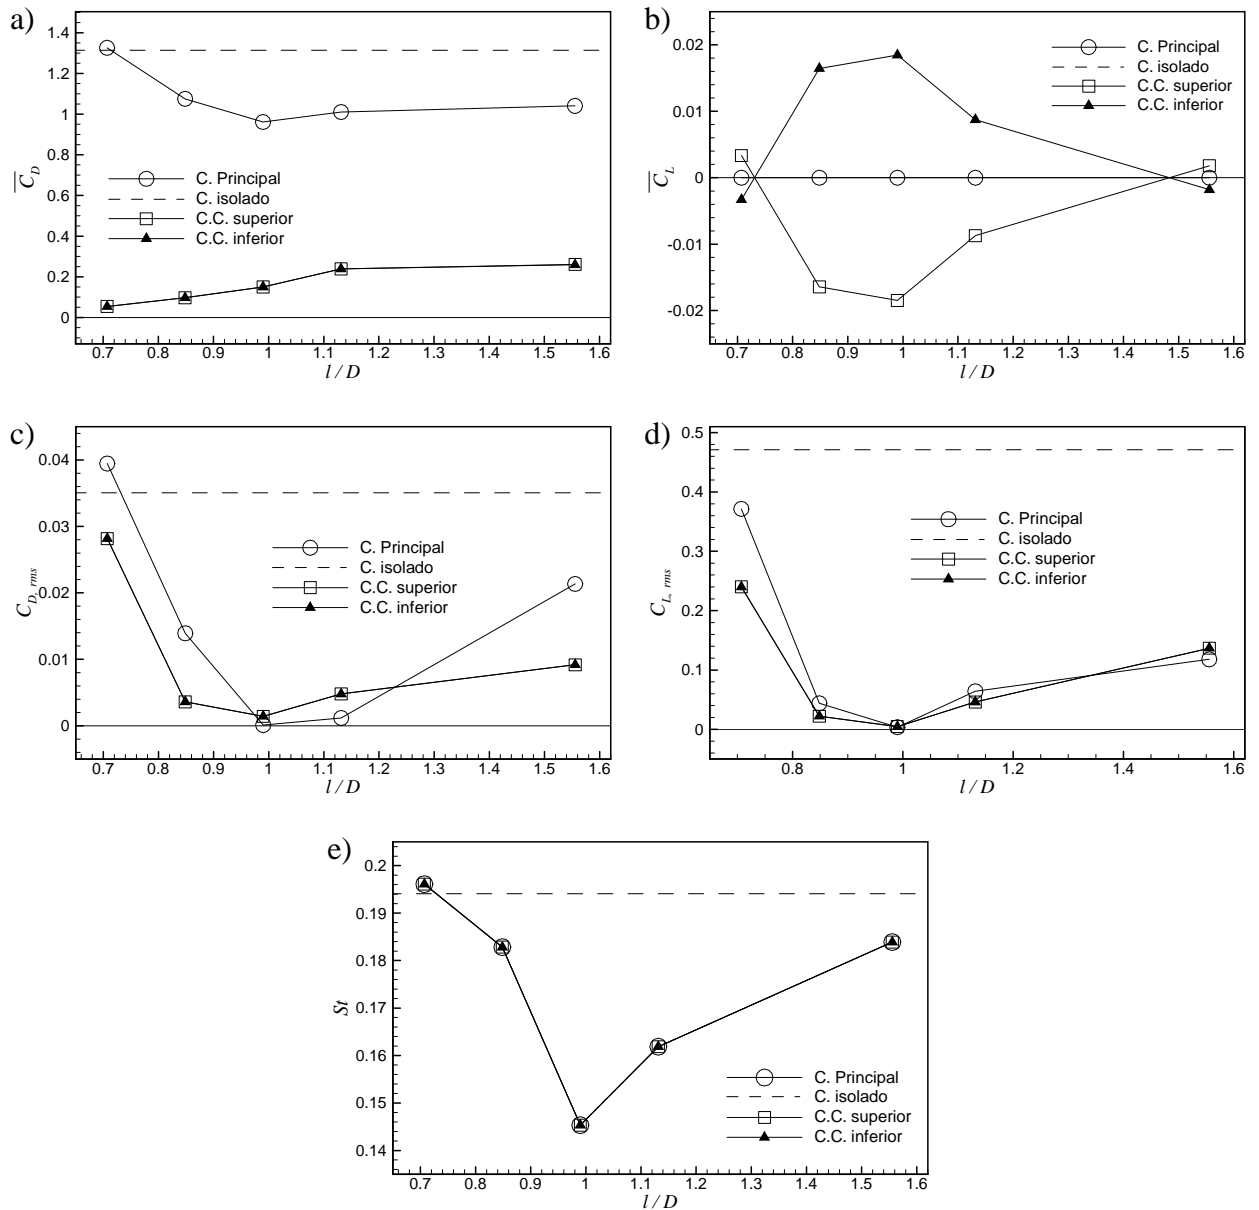 a)
1.4
1.2
1
0.8
0.6
0.4
0.2
0
C_D
C. Principal
C. isolado
C.C. superior
C.C. inferior
0.7 0.8 0.9 1 1.1 1.2 1.3 1.4 1.5 1.6
l / D
b)
0.02
0.01
0
-0.01
-0.02
C_L
C. Principal
C. isolado
C.C. superior
C.C. inferior
0.7 0.8 0.9 1 1.1 1.2 1.3 1.4 1.5 1.6
l / D
c)
0.04
0.03
0.02
0.01
0
C_D, rms
C. Principal
C. isolado
C.C. superior
C.C. inferior
0.7 0.8 0.9 1 1.1 1.2 1.3 1.4 1.5 1.6
l / D
d)
0.5
0.4
0.3
0.2
0.1
0
C_L, rms
C. Principal
C. isolado
C.C. superior
C.C. inferior
0.8 1 1.2 1.4 1.6
l / D
e)
0.2
0.19
0.18
0.17
0.16
0.15
0.14
St
C. Principal
C. isolado
C.C. superior
C.C. inferior
0.7 0.8 0.9 1 1.1 1.2 1.3 1.4 1.5 1.6
l / D